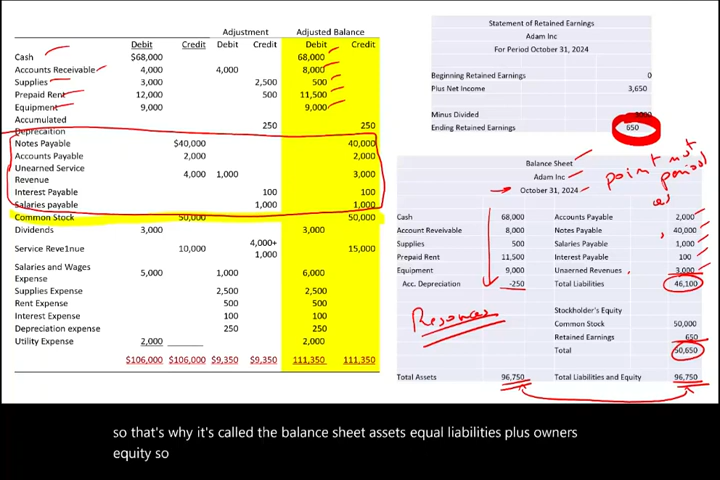 Adjustment Adjusted Balance
Debit Credit Debit Credit Debit Credit
Cash $68,000 68,000
Accounts Receivable 4,000 4,000 8,000
Supplies 3,000 2,500 500
Prepaid Rent 12,000 500 11,500
Equipment 9,000 9,000
Accumulated
Deprecaition 250 250
Notes Payable $40,000 40,000
Accounts Payable 2,000 2,000
Unearned Service
Revenue 4,000 1,000 3,000
Interest Payable 100 100
Salaries payable 1,000 1,000
Common Stock 50,000 50,000
Dividends 3,000 3,000
Service Reve1nue 10,000 4,000+
1,000 15,000
Salaries and Wages
Expense 5,000 1,000 6,000
Supplies Expense 2,500 2,500
Rent Expense 500 500
Interest Expense 100 100
Depreciation expense 250 250
Utility Expense 2,000 2,000
$106,000 $106,000 $9,350 $9,350 111,350 111,350
Statement of Retained Earnings
Adam Inc
For Period October 31, 2024
Beginning Retained Earnings 0
Plus Net Income 3,650
Minus Divided 3000
Ending Retained Earnings 650
Balance Sheet
Adam Inc
October 31, 2024
point not
period
Cash 68,000 Accounts Payable 2,000
Account Receivable 8,000 Notes Payable 40,000
Supplies 500 Salaries Payable 1,000
Prepaid Rent 11,500 Interest Payable 100
Equipment 9,000 Unaerned Revenues 3,000
Acc. Depreciation -250 Total Liabilities 46,100
Resources
Stockholder's Equity
Common Stock 50,000
Retained Earnings 650
Total 50,650
Total Assets 96,750 Total Liabilities and Equity 96,750
so that's why it's called the balance sheet assets equal liabilities plus owners
equity so